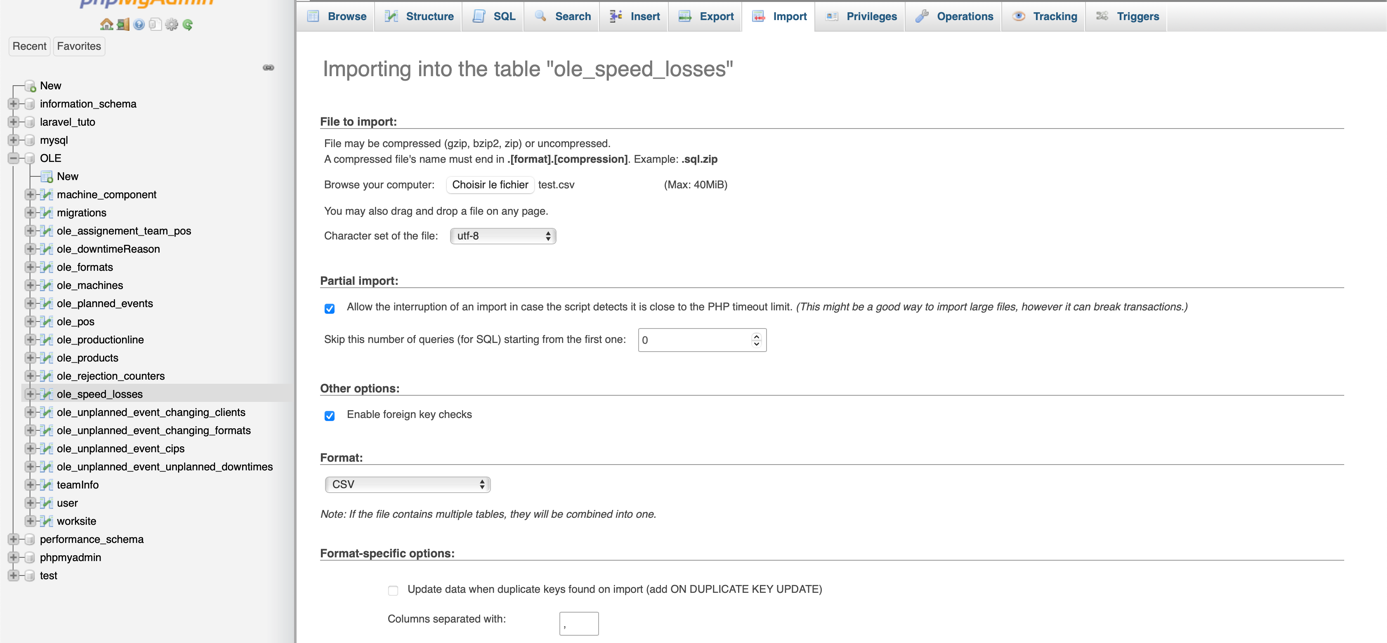 phpMyAdmin
Recent Favorites
New
information_schema
laravel_tuto
mysql
OLE
New
machine_component
migrations
ole_assignement_team_pos
ole_downtimeReason
ole_formats
ole_machines
ole_planned_events
ole_pos
ole_productionline
ole_products
ole_rejection_counters
ole_speed_losses
ole_unplanned_event_changing_clients
ole_unplanned_event_changing_formats
ole_unplanned_event_cips
ole_unplanned_event_unplanned_downtimes
teamInfo
user
worksite
performance_schema
phpmyadmin
test
Browse Structure SQL Search Insert Export Import Privileges Operations Tracking Triggers
Importing into the table "ole_speed_losses"
File to import:
File may be compressed (gzip, bzip2, zip) or uncompressed.
A compressed file's name must end in .[format].[compression]. Example: .sql.zip
Browse your computer: Choisir le fichier test.csv (Max: 40MiB)
You may also drag and drop a file on any page.
Character set of the file: utf-8
Partial import:
Allow the interruption of an import in case the script detects it is close to the PHP timeout limit. (This might be a good way to import large files, however it can break transactions.)
Skip this number of queries (for SQL) starting from the first one: 0
Other options:
Enable foreign key checks
Format:
CSV
Note: If the file contains multiple tables, they will be combined into one.
Format-specific options:
Update data when duplicate keys found on import (add ON DUPLICATE KEY UPDATE)
Columns separated with: ,